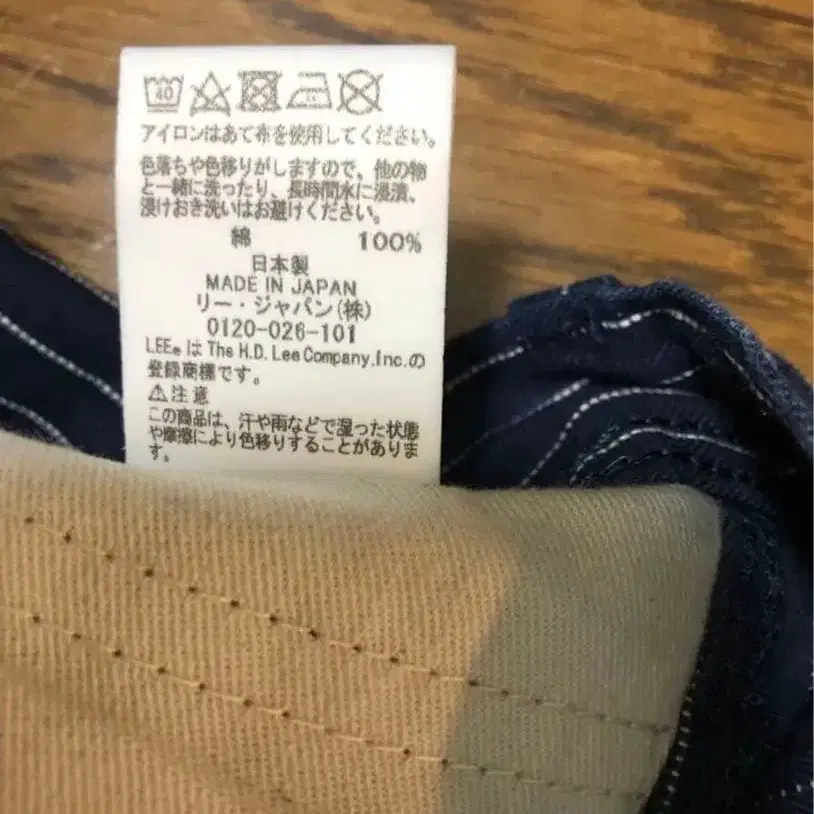 40
アイロンはあて布を使用してください。
色落ちや色移りがしますので、他の物
と一緒に洗ったり、長時間水に浸漬、
浸けおき洗いはお避けください。
綿 100%
日本製
MADE IN JAPAN
リー・ジャパン(株)
0120-026-101
LEE® は The H.D. Lee Company, Inc.の
登録商標です。
⚠注意
この商品は、汗や雨などで湿った状態
や摩擦により色移りすることがありま
す。